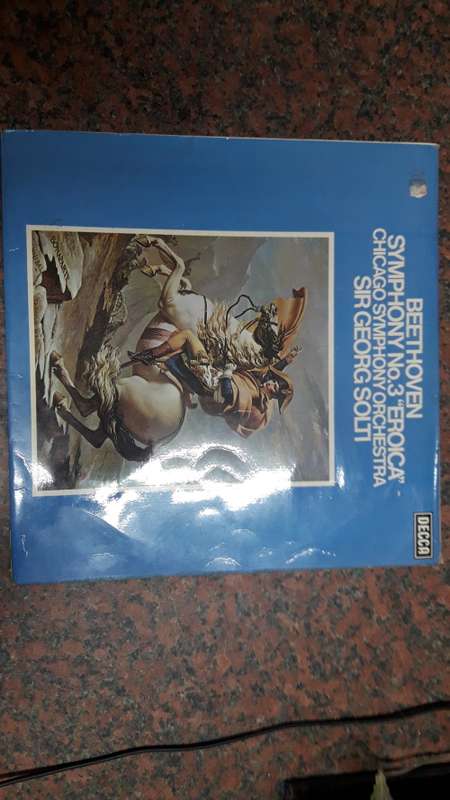 BEETHOVEN
SYMPHONY No.3 "EROICA"
CHICAGO SYMPHONY ORCHESTRA
SIR GEORG SOLTI
DECCA